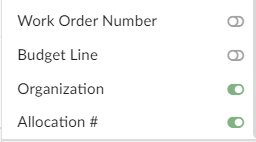 Work Order Number
Budget Line
Organization
Allocation #